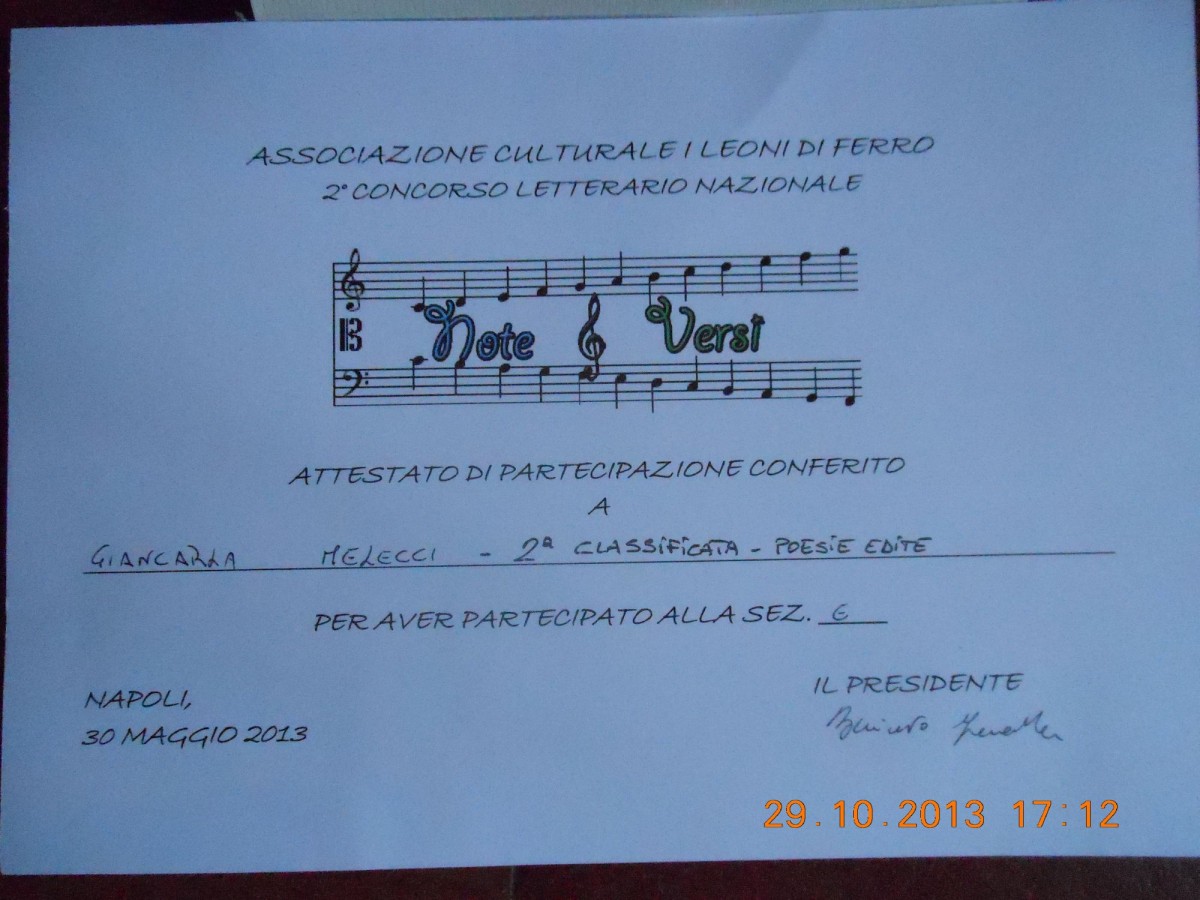 ASSOCIAZIONE CULTURALE I LEONI DI FERRO
2° CONCORSO LETTERARIO NAZIONALE
Note Versi
ATTESTATO DI PARTECIPAZIONE CONFERITO
A
GIANCARLA MELECCI - 2ª CLASSIFICATA - POESIE EDITE
PER AVER PARTECIPATO ALLA SEZ. E
NAPOLI,
30 MAGGIO 2013
IL PRESIDENTE
29.10.2013 17:12